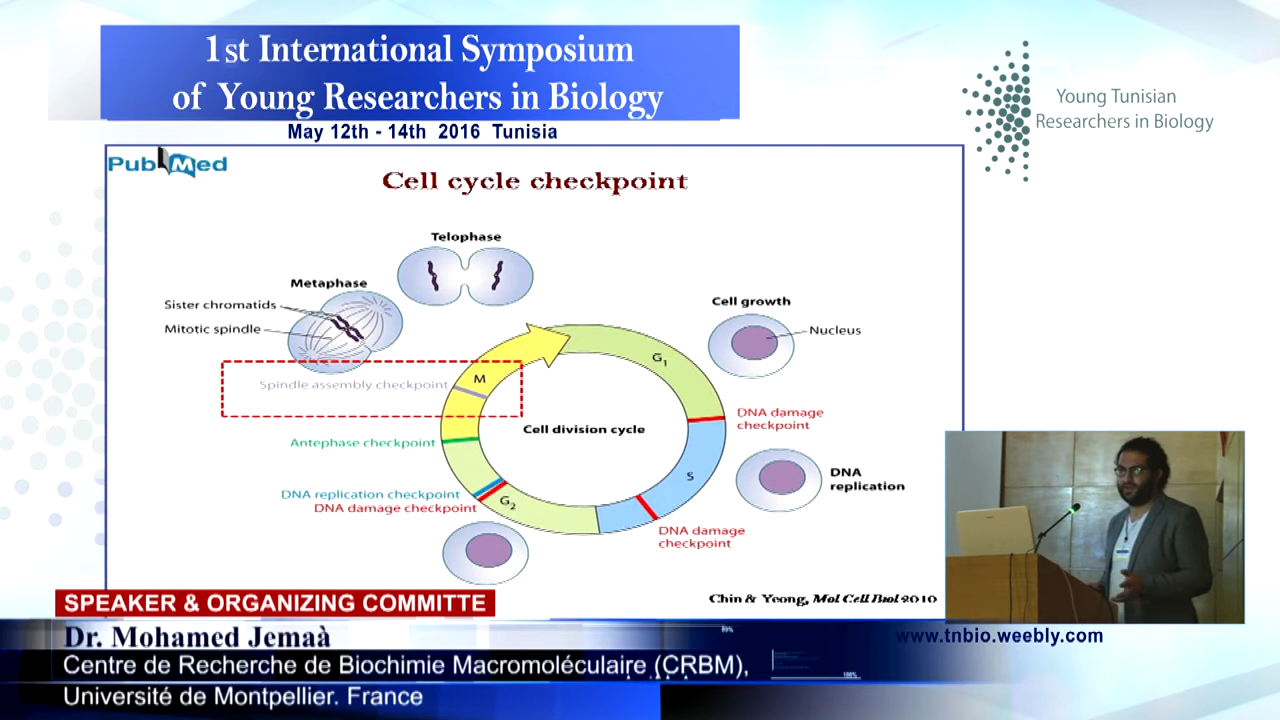 1st International Symposium
of Young Researchers in Biology
May 12th - 14th 2016 Tunisia
Young Tunisian
Researchers in Biology
PubMed
Cell cycle checkpoint
Telophase
Metaphase
Sister chromatids
Mitotic spindle
Cell growth
Nucleus
G1
M
Spindle assembly checkpoint
Cell division cycle
DNA damage
checkpoint
Antephase checkpoint
S
DNA
replication
DNA replication checkpoint
DNA damage checkpoint
G2
DNA damage
checkpoint
Chin & Yeong, Mol Cell Biol 2010
SPEAKER & ORGANIZING COMMITTE
Dr. Mohamed Jemaà
www.tnbio.weebly.com
Centre de Recherche de Biochimie Macromoléculaire (CRBM),
Université de Montpellier. France
89%
100%